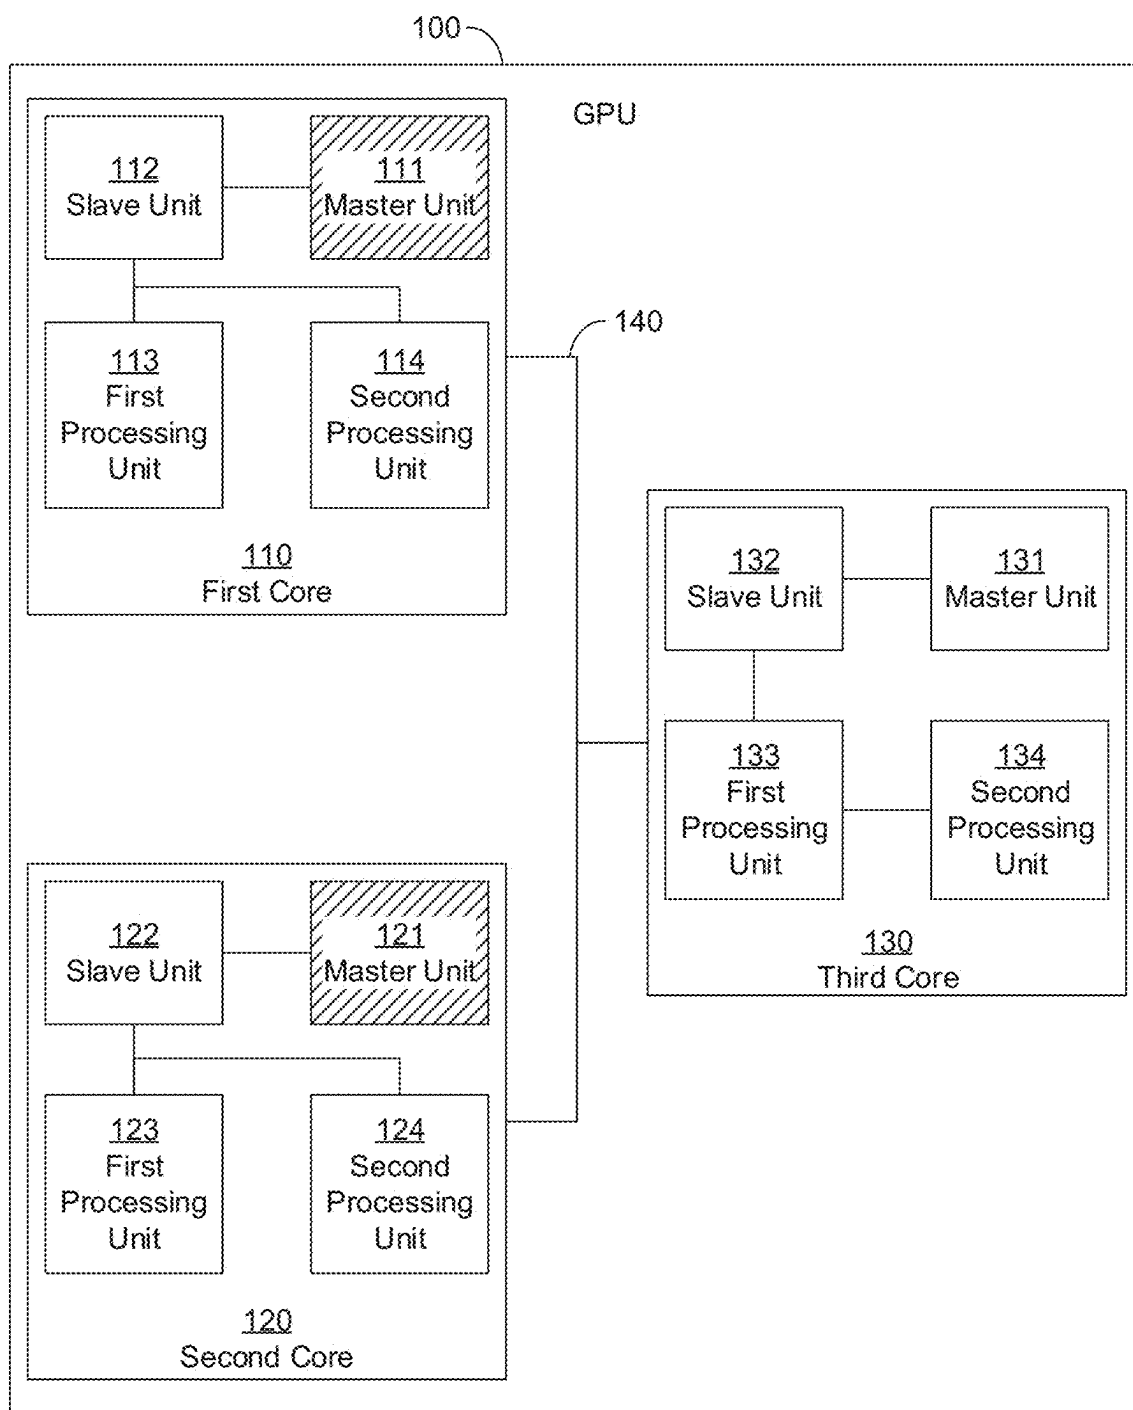 100
GPU
112
Slave Unit
111
Master Unit
113
First
Processing
Unit
114
Second
Processing
Unit
110
First Core
140
132
Slave Unit
131
Master Unit
133
First
Processing
Unit
134
Second
Processing
Unit
130
Third Core
122
Slave Unit
121
Master Unit
123
First
Processing
Unit
124
Second
Processing
Unit
120
Second Core